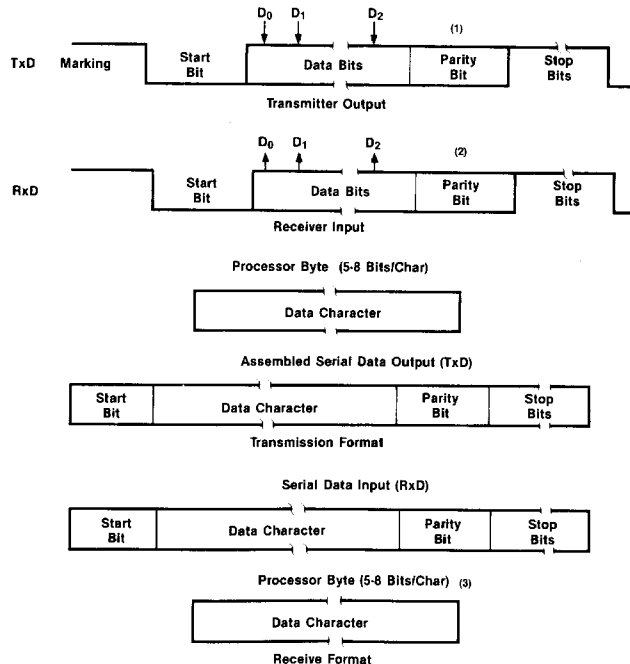 D0 D1 D2
(1)
TxD Marking Start Bit Data Bits Parity Bit Stop Bits
Transmitter Output
D0 D1 D2
(2)
RxD Start Bit Data Bits Parity Bit Stop Bits
Receiver Input
Processor Byte (5-8 Bits/Char)
Data Character
Assembled Serial Data Output (TxD)
Start Bit Data Character Parity Bit Stop Bits
Transmission Format
Serial Data Input (RxD)
Start Bit Data Character Parity Bit Stop Bits
Processor Byte (5-8 Bits/Char) (3)
Data Character
Receive Format